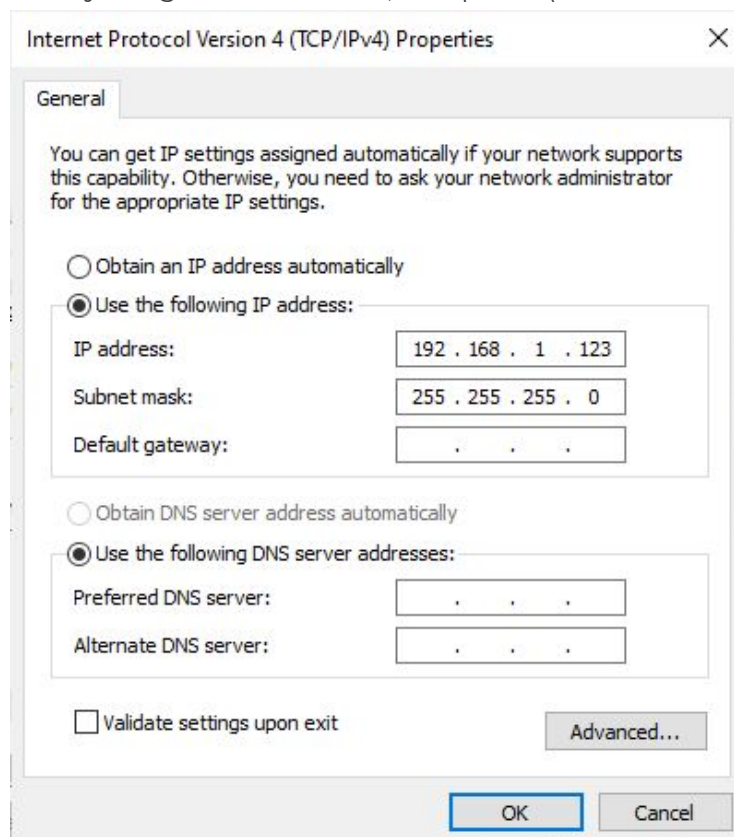 Internet Protocol Version 4 (TCP/IPv4) Properties
General
You can get IP settings assigned automatically if your network supports
this capability. Otherwise, you need to ask your network administrator
for the appropriate IP settings.
Obtain an IP address automatically
Use the following IP address:
IP address: 192 . 168 . 1 . 123
Subnet mask: 255 . 255 . 255 . 0
Default gateway: . . .
Obtain DNS server address automatically
Use the following DNS server addresses:
Preferred DNS server: . . .
Alternate DNS server: . . .
Validate settings upon exit
Advanced...
OK Cancel